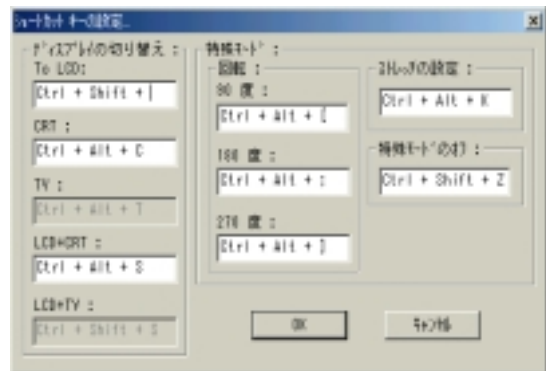 ｼｮｰﾄｶｯﾄ ｷｰの設定...
ﾃﾞｨｽﾌﾟﾚｲの切り替え :
To LCD:
Ctrl + Shift +
CRT :
Ctrl + Alt + C
TV :
Ctrl + Alt + T
LCD+CRT :
Ctrl + Alt + S
LCD+TV :
Ctrl + Shift + S
特殊ﾓｰﾄﾞ :
回転 :
90 度 :
Ctrl + Alt + [
180 度 :
Ctrl + Alt + :
270 度 :
Ctrl + Alt + ]
ｽﾄﾚｯﾁの設定 :
Ctrl + Alt + K
特殊ﾓｰﾄﾞのｵﾌ :
Ctrl + Shift + Z
OK
ｷｬﾝｾﾙ